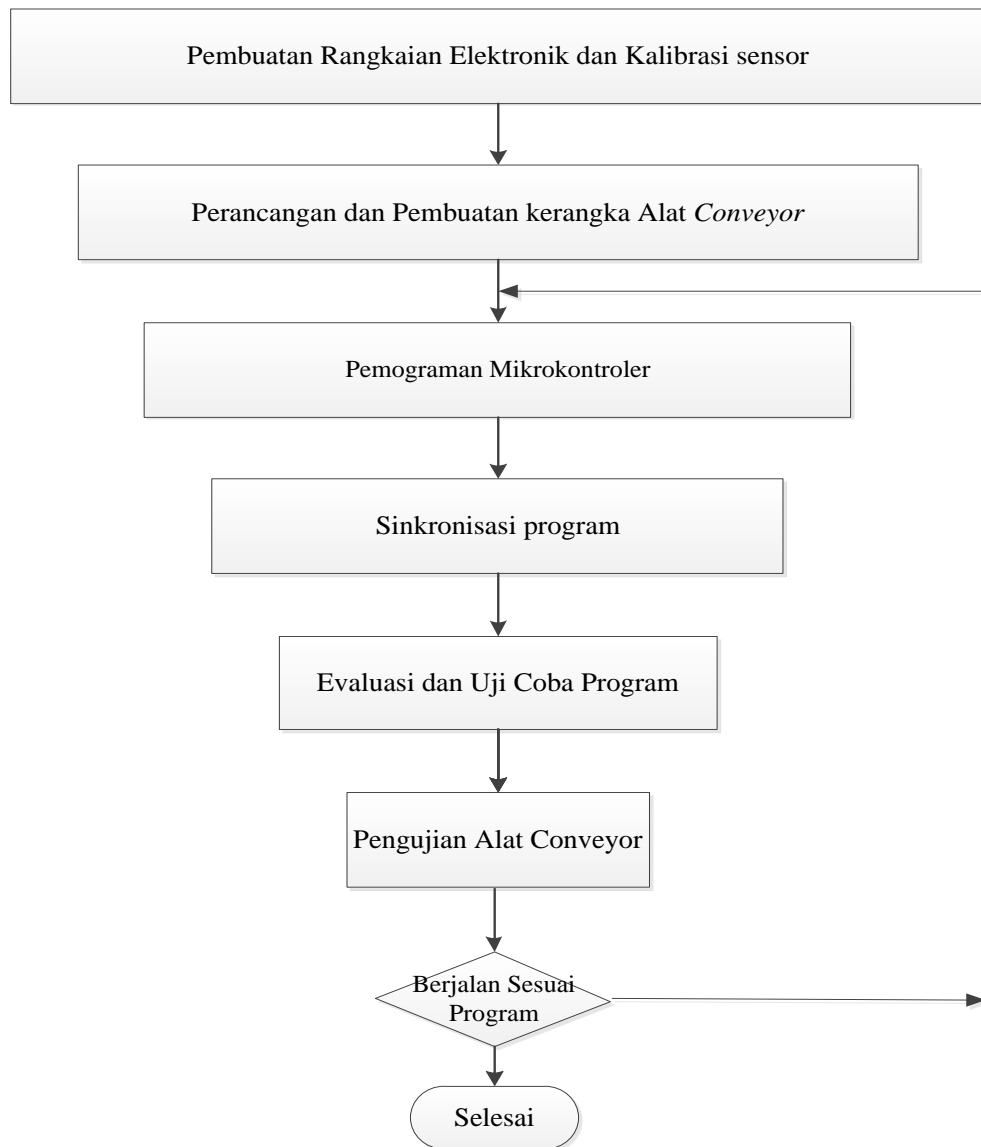 Pembuatan Rangkaian Elektronik dan Kalibrasi sensor
Perancangan dan Pembuatan kerangka Alat Conveyor
Pemograman Mikrokontroler
Sinkronisasi program
Evaluasi dan Uji Coba Program
Pengujian Alat Conveyor
Berjalan Sesuai
Program
Selesai